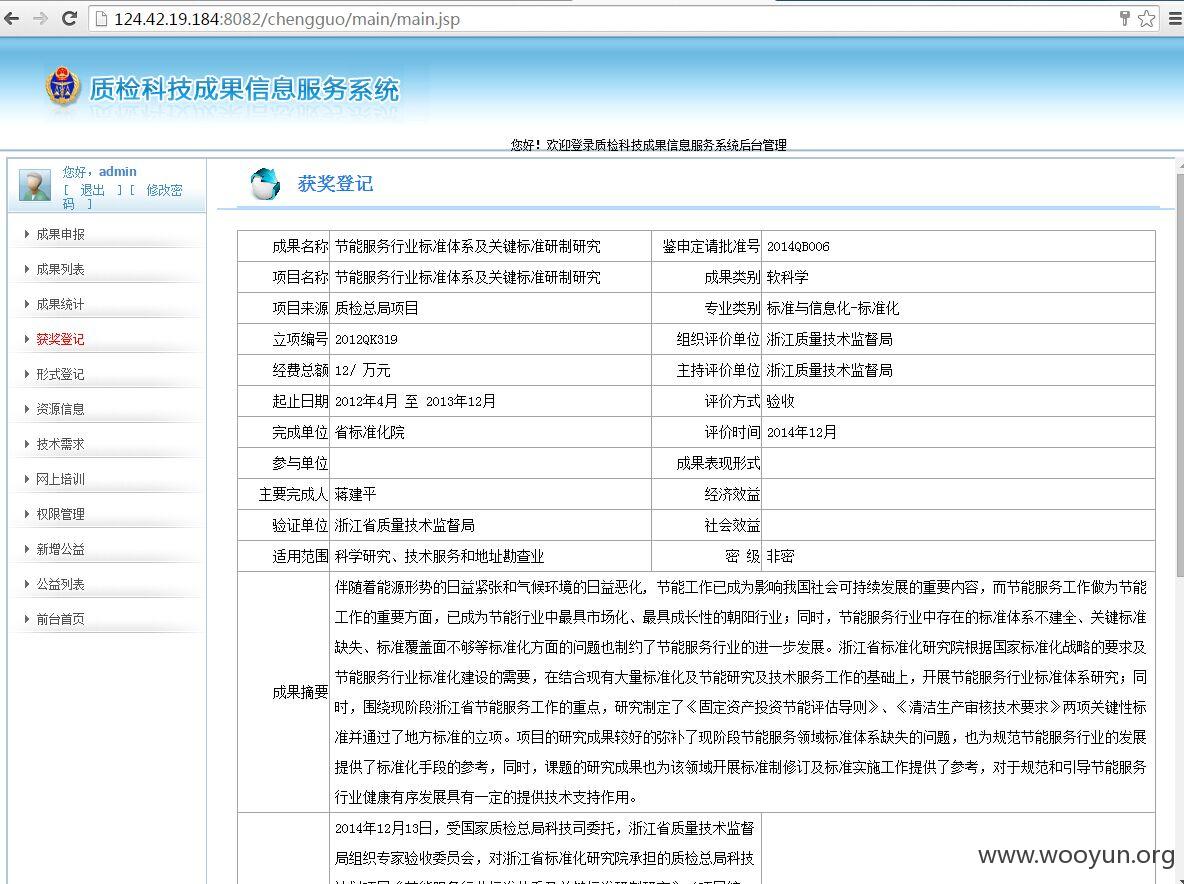 124.42.19.184:8082/chengguo/main/main.jsp
质检科技成果信息服务系统
您好！欢迎登录质检科技成果信息服务系统后台管理
您好，admin
[ 退出 ] [ 修改密
码 ]
成果申报
成果列表
成果统计
获奖登记
形式登记
资源信息
技术需求
网上培训
权限管理
新增公益
公益列表
前台首页
获奖登记
成果名称 节能服务行业标准体系及关键标准研制研究 鉴申定请批准号 2014QB006
项目名称 节能服务行业标准体系及关键标准研制研究 成果类别 软科学
项目来源 质检总局项目 专业类别 标准与信息化-标准化
立项编号 2012QK319 组织评价单位 浙江质量技术监督局
经费总额 12/ 万元 主持评价单位 浙江质量技术监督局
起止日期 2012年4月 至 2013年12月 评价方式 验收
完成单位 省标准化院 评价时间 2014年12月
参与单位 成果表现形式
主要完成人 蒋建平 经济效益
验证单位 浙江省质量技术监督局 社会效益
适用范围 科学研究、技术服务和地址勘查业 密 级 非密
成果摘要
伴随着能源形势的日益紧张和气候环境的日益恶化，节能工作已成为影响我国社会可持续发展的重要内容，而节能服务工作做为节能
工作的重要方面，已成为节能行业中最具市场化、最具成长性的朝阳行业；同时，节能服务行业中存在的标准体系不建全、关键标准
缺失、标准覆盖面不够等标准化方面的问题也制约了节能服务行业的进一步发展。浙江省标准化研究院根据国家标准化战略的要求及
节能服务行业标准化建设的需要，在结合现有大量标准化及节能研究及技术服务工作的基础上，开展节能服务行业标准体系研究；同
时，围绕现阶段浙江省节能服务工作的重点，研究制定了《固定资产投资节能评估导则》、《清洁生产审核技术要求》两项关键性标
准并通过了地方标准的立项。项目的研究成果较好的弥补了现阶段节能服务领域标准体系缺失的问题，也为规范节能服务行业的发展
提供了标准化手段的参考，同时，课题的研究成果也为该领域开展标准制修订及标准实施工作提供了参考，对于规范和引导节能服务
行业健康有序发展具有一定的提供技术支持作用。
2014年12月13日，受国家质检总局科技司委托，浙江省质量技术监督
局组织专家验收委员会，对浙江省标准化研究院承担的质检总局科技
www.wooyun.org